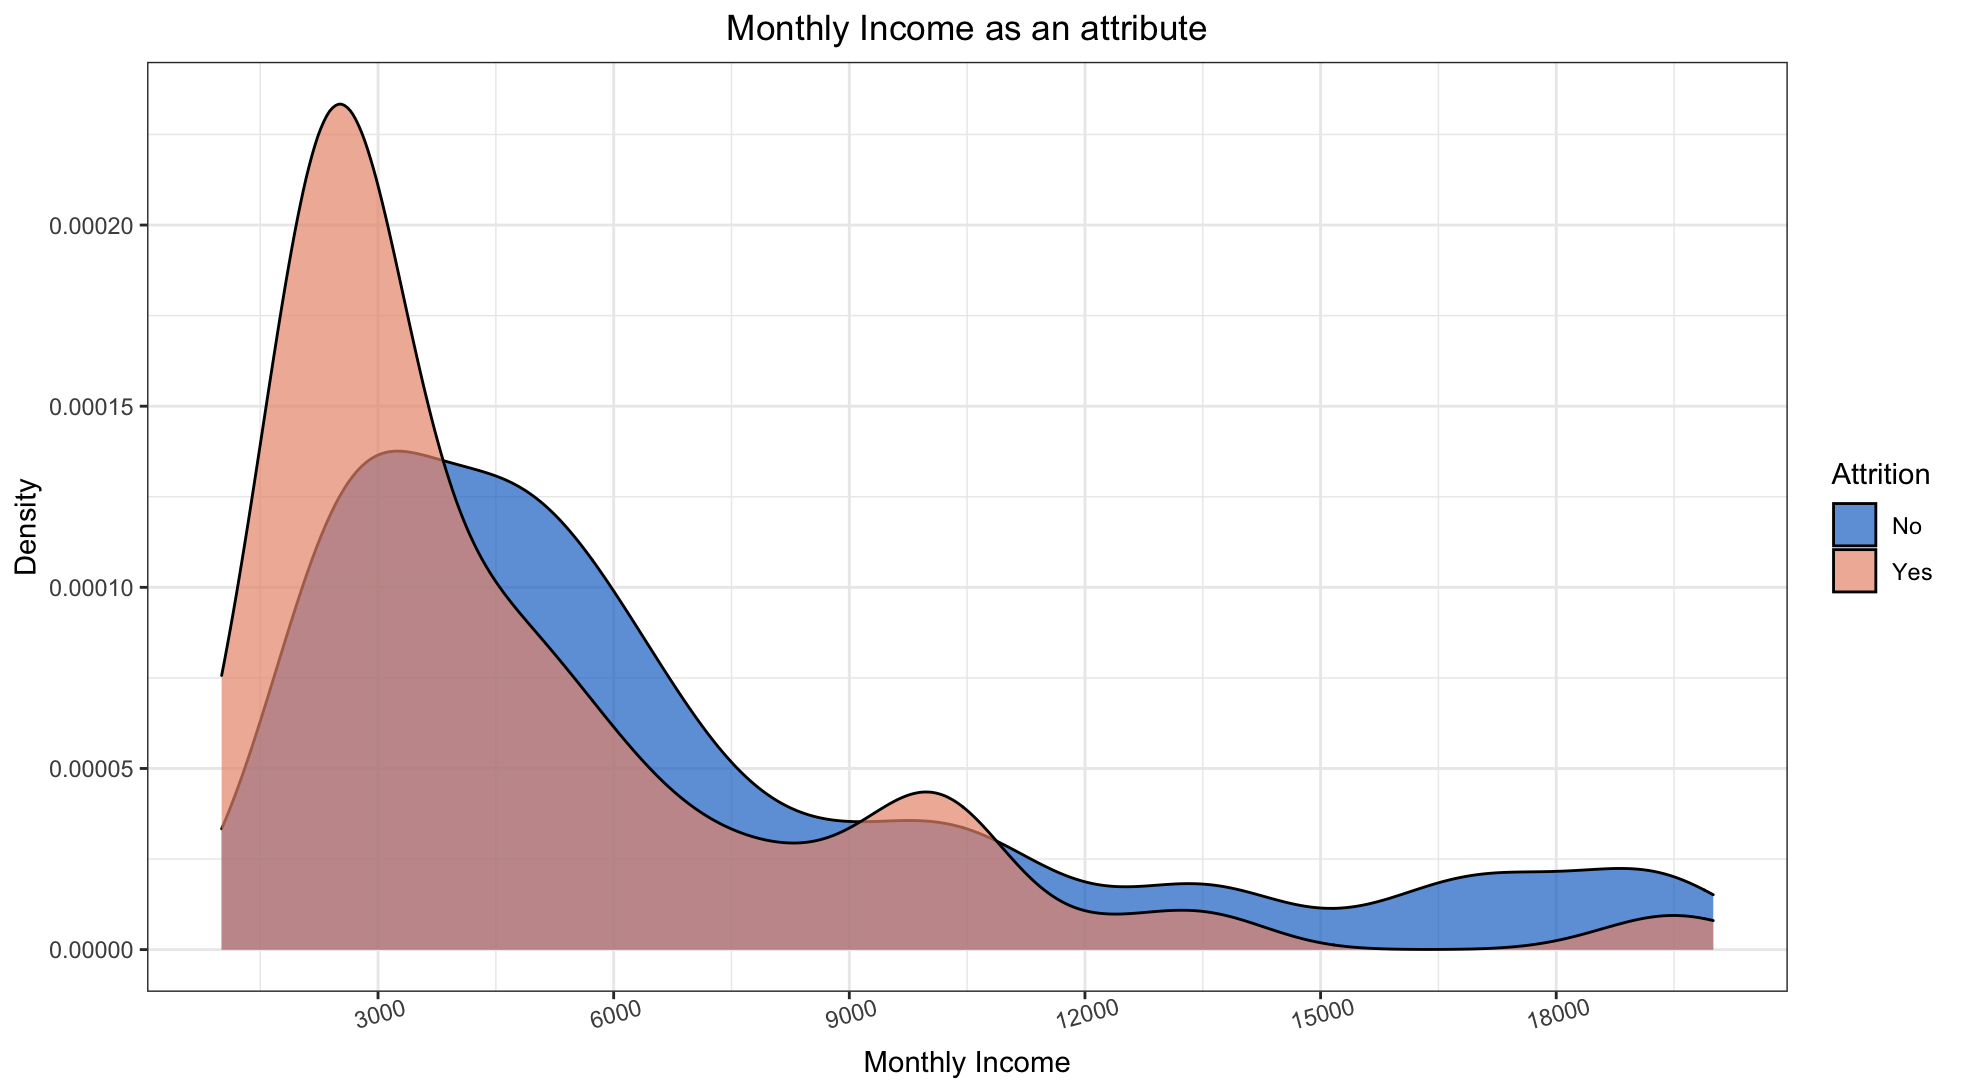 Monthly Income as an attribute
0.00020
0.00015
0.00010
0.00005
0.00000
Density
3000 6000 9000 12000 15000 18000
Monthly Income
Attrition
No
Yes